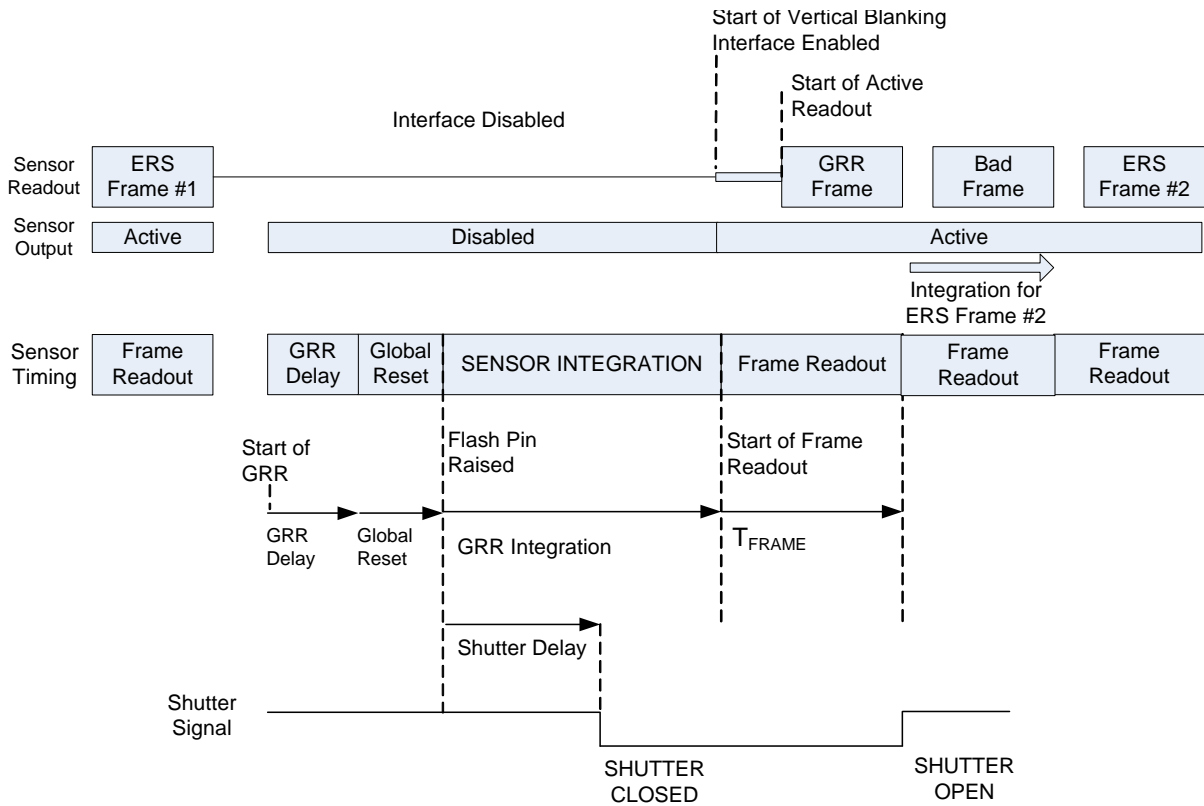 Start of Vertical Blanking
Interface Enabled
Start of Active
Readout
Interface Disabled
Sensor
Readout
ERS
Frame #1
GRR
Frame
Bad
Frame
ERS
Frame #2
Sensor
Output
Active
Disabled
Active
Integration for
ERS Frame #2
Sensor
Timing
Frame
Readout
GRR
Delay
Global
Reset
SENSOR INTEGRATION
Frame Readout
Frame
Readout
Frame
Readout
Start of
GRR
Flash Pin
Raised
Start of Frame
Readout
GRR
Delay
Global
Reset
GRR Integration
TFRAME
Shutter Delay
Shutter
Signal
SHUTTER
CLOSED
SHUTTER
OPEN